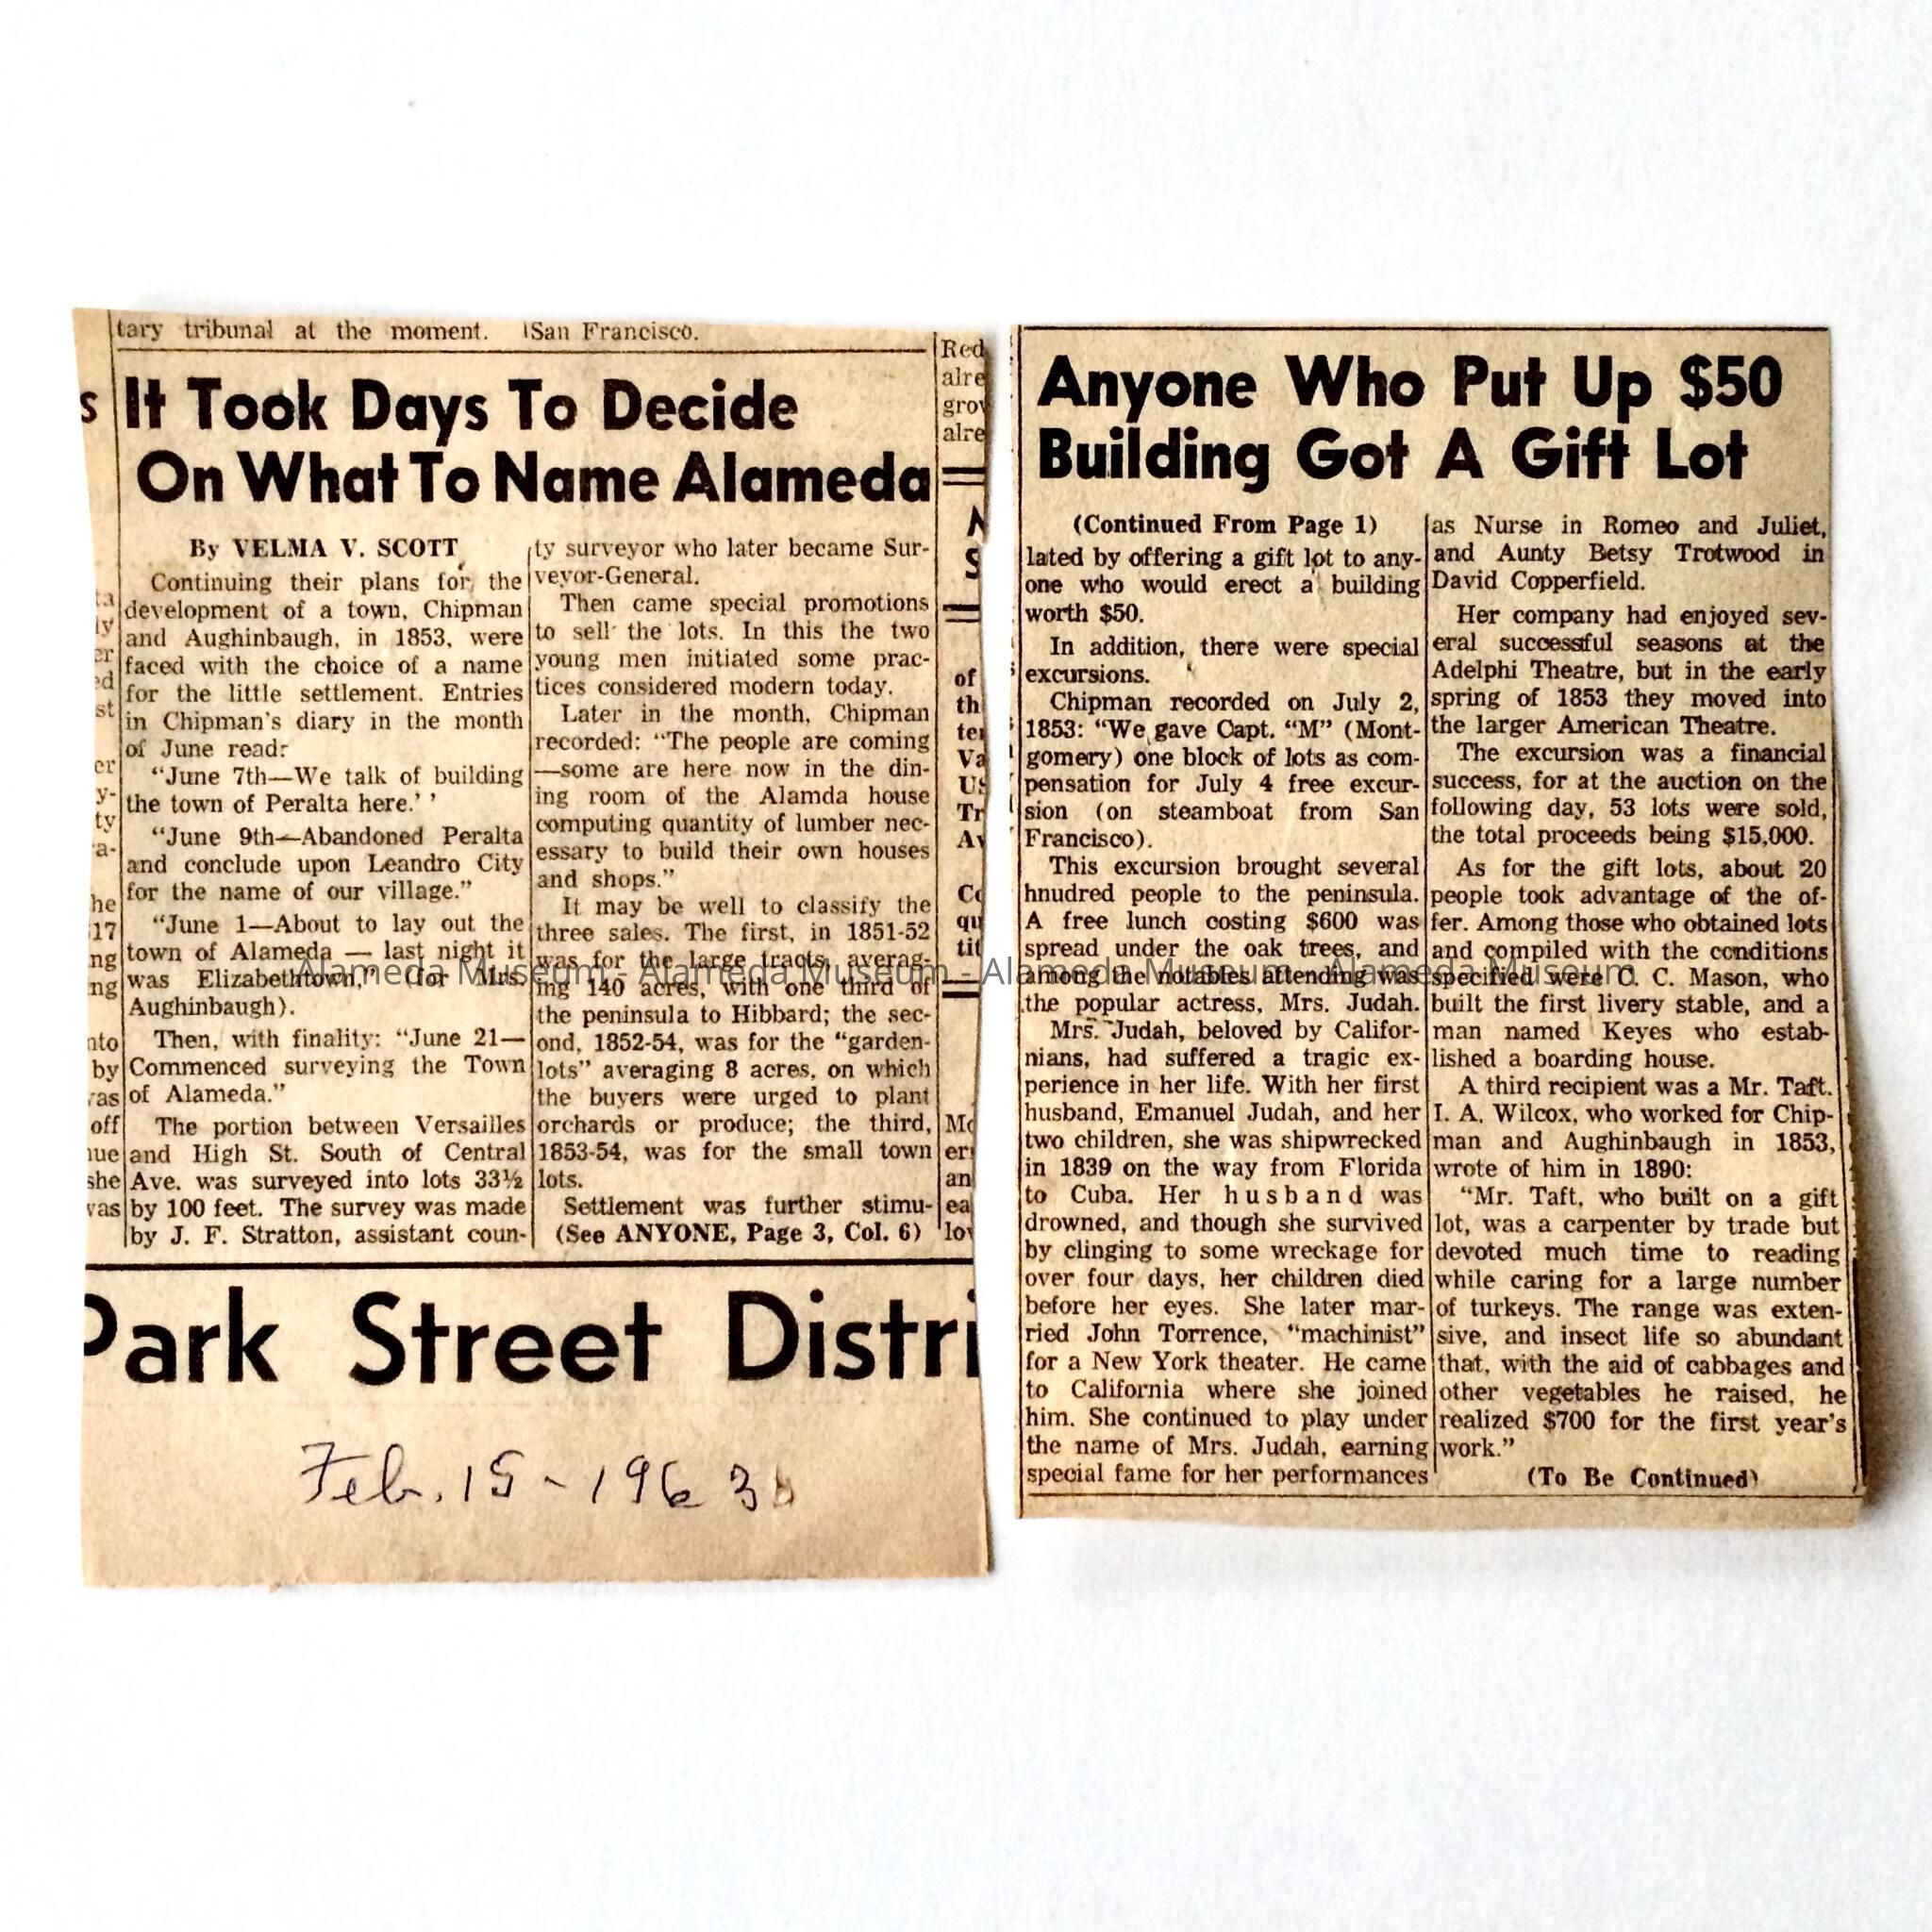 tary tribunal at the moment.
San Francisco.
It Took Days To Decide
On What To Name Alameda
By VELMA V. SCOTT
Continuing their plans for the
development of a town, Chipman
and Aughinbaugh, in 1853, were
faced with the choice of a name
for the little settlement. Entries
in Chipman's diary in the month
of June read:
"June 7th—We talk of building
the town of Peralta here.' '
"June 9th—Abandoned Peralta
and conclude upon Leandro City
for the name of our village."
"June 1—About to lay out the
town of Alameda — last night it
was Elizabethtown," (for Mrs.
Aughinbaugh).
Then, with finality: "June 21—
Commenced surveying the Town
of Alameda."
The portion between Versailles
and High St. South of Central
Ave. was surveyed into lots 33½
by 100 feet. The survey was made
by J. F. Stratton, assistant coun-
ty surveyor who later became Sur-
veyor-General.
Then came special promotions
to sell the lots. In this the two
young men initiated some prac-
tices considered modern today.
Later in the month, Chipman
recorded: "The people are coming
—some are here now in the din-
ing room of the Alamda house
computing quantity of lumber nec-
essary to build their own houses
and shops."
It may be well to classify the
three sales. The first, in 1851-52
was for the large tracts, averag-
ing 140 acres, with one third of
the peninsula to Hibbard; the sec-
ond, 1852-54, was for the "garden-
lots" averaging 8 acres, on which
the buyers were urged to plant
orchards or produce; the third,
1853-54, was for the small town
lots.
Settlement was further stimu-
(See ANYONE, Page 3, Col. 6)
Park Street Distri
Feb. 15-1963
Anyone Who Put Up $50
Building Got A Gift Lot
(Continued From Page 1)
lated by offering a gift lot to any-
one who would erect a building
worth $50.
In addition, there were special
excursions.
Chipman recorded on July 2,
1853: "We gave Capt. "M" (Mont-
gomery) one block of lots as com-
pensation for July 4 free excur-
sion (on steamboat from San
Francisco).
This excursion brought several
hnudred people to the peninsula.
A free lunch costing $600 was
spread under the oak trees, and
among the notables attending was
the popular actress, Mrs. Judah.
Mrs. Judah, beloved by Califor-
nians, had suffered a tragic ex-
perience in her life. With her first
husband, Emanuel Judah, and her
two children, she was shipwrecked
in 1839 on the way from Florida
to Cuba. Her husband was
drowned, and though she survived
by clinging to some wreckage for
over four days, her children died
before her eyes. She later mar-
ried John Torrence, "machinist"
for a New York theater. He came
to California where she joined
him. She continued to play under
the name of Mrs. Judah, earning
special fame for her performances
as Nurse in Romeo and Juliet,
and Aunty Betsy Trotwood in
David Copperfield.
Her company had enjoyed sev-
eral successful seasons at the
Adelphi Theatre, but in the early
spring of 1853 they moved into
the larger American Theatre.
The excursion was a financial
success, for at the auction on the
following day, 53 lots were sold,
the total proceeds being $15,000.
As for the gift lots, about 20
people took advantage of the of-
fer. Among those who obtained lots
and compiled with the conditions
specified were C. C. Mason, who
built the first livery stable, and a
man named Keyes who estab-
lished a boarding house.
A third recipient was a Mr. Taft.
I. A. Wilcox, who worked for Chip-
man and Aughinbaugh in 1853,
wrote of him in 1890:
"Mr. Taft, who built on a gift
lot, was a carpenter by trade but
devoted much time to reading
while caring for a large number
of turkeys. The range was exten-
sive, and insect life so abundant
that, with the aid of cabbages and
other vegetables he raised, he
realized $700 for the first year's
work."
(To Be Continued)
Alameda Museum - Alameda Museum - Alameda Museum - Alameda Museum